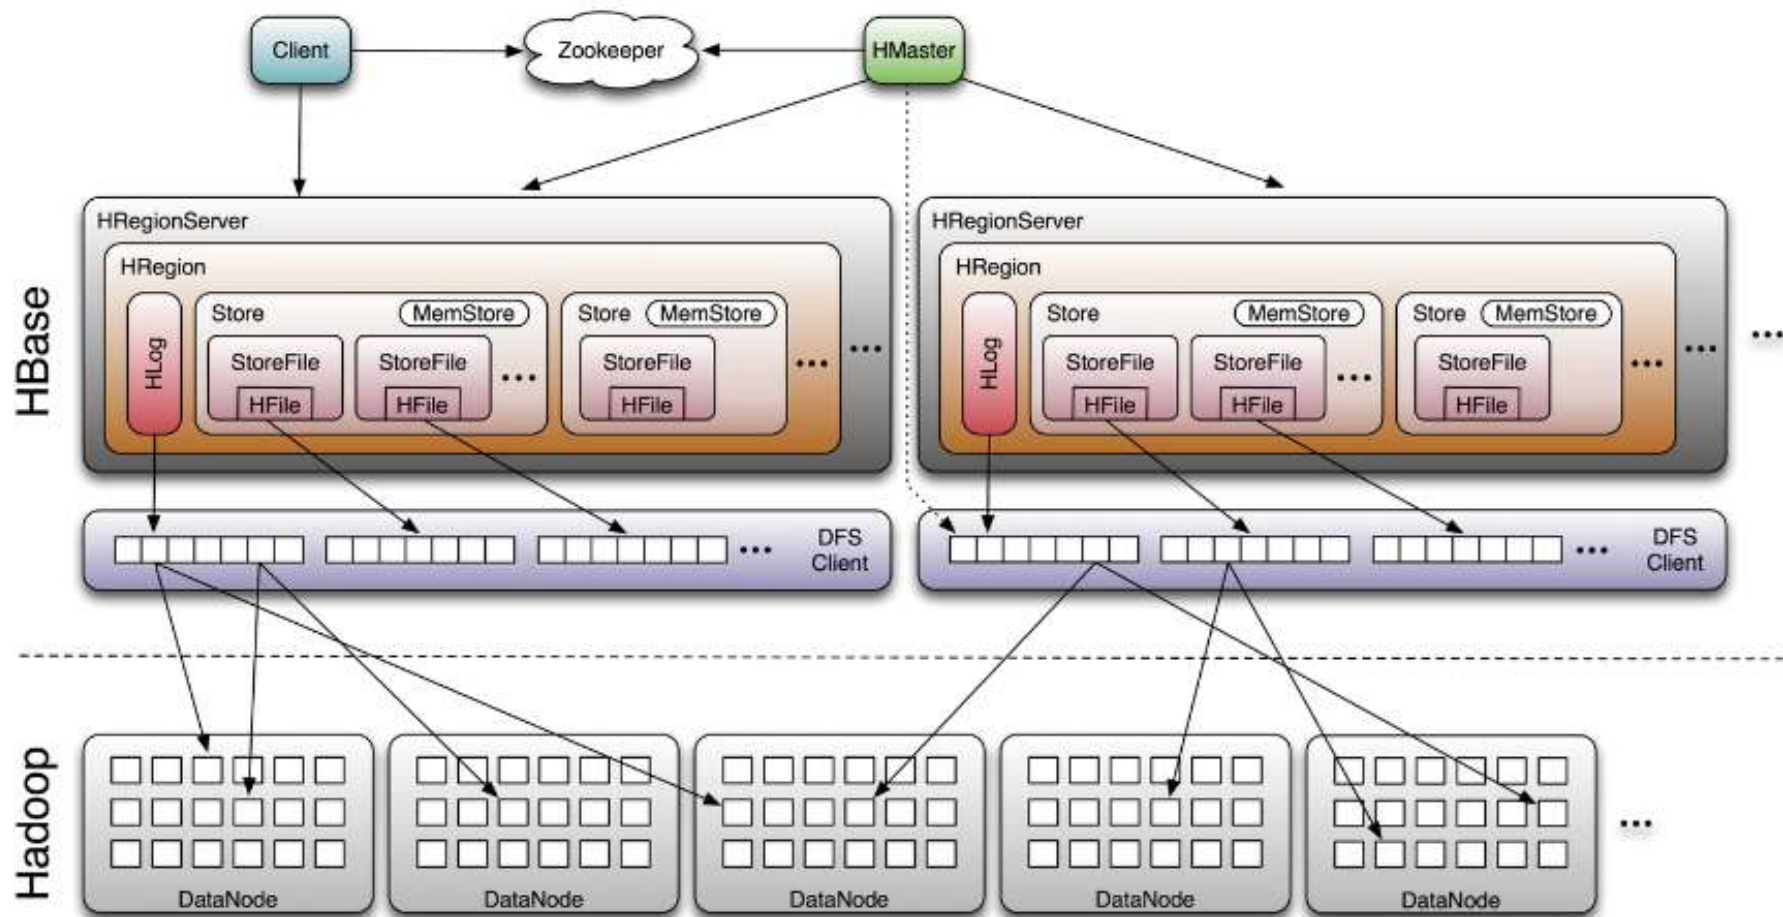 Client
Zookeeper
HMaster
HBase
HRegionServer
HRegion
HLog
Store
MemStore
StoreFile
HFile
StoreFile
HFile
...
Store
MemStore
StoreFile
HFile
...
...
HRegionServer
HRegion
HLog
Store
MemStore
StoreFile
HFile
StoreFile
HFile
...
Store
MemStore
StoreFile
HFile
...
...
...
...
DFS
Client
...
DFS
Client
Hadoop
DataNode
DataNode
DataNode
DataNode
DataNode
...